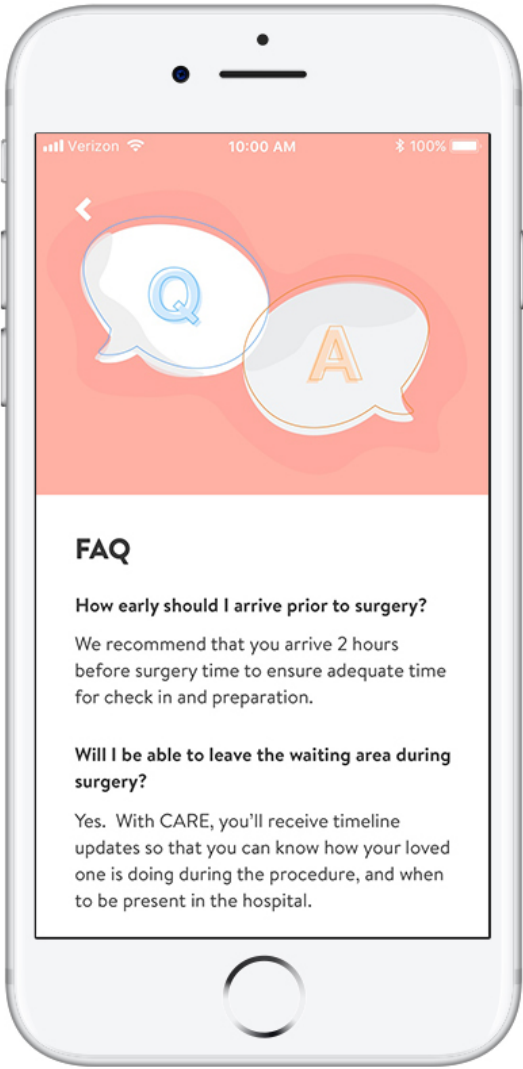 Verizon 10:00 AM 100%
Q
A
FAQ
How early should I arrive prior to surgery?
We recommend that you arrive 2 hours
before surgery time to ensure adequate time
for check in and preparation.
Will I be able to leave the waiting area during
surgery?
Yes.  With CARE, you’ll receive timeline
updates so that you can know how your loved
one is doing during the procedure, and when
to be present in the hospital.